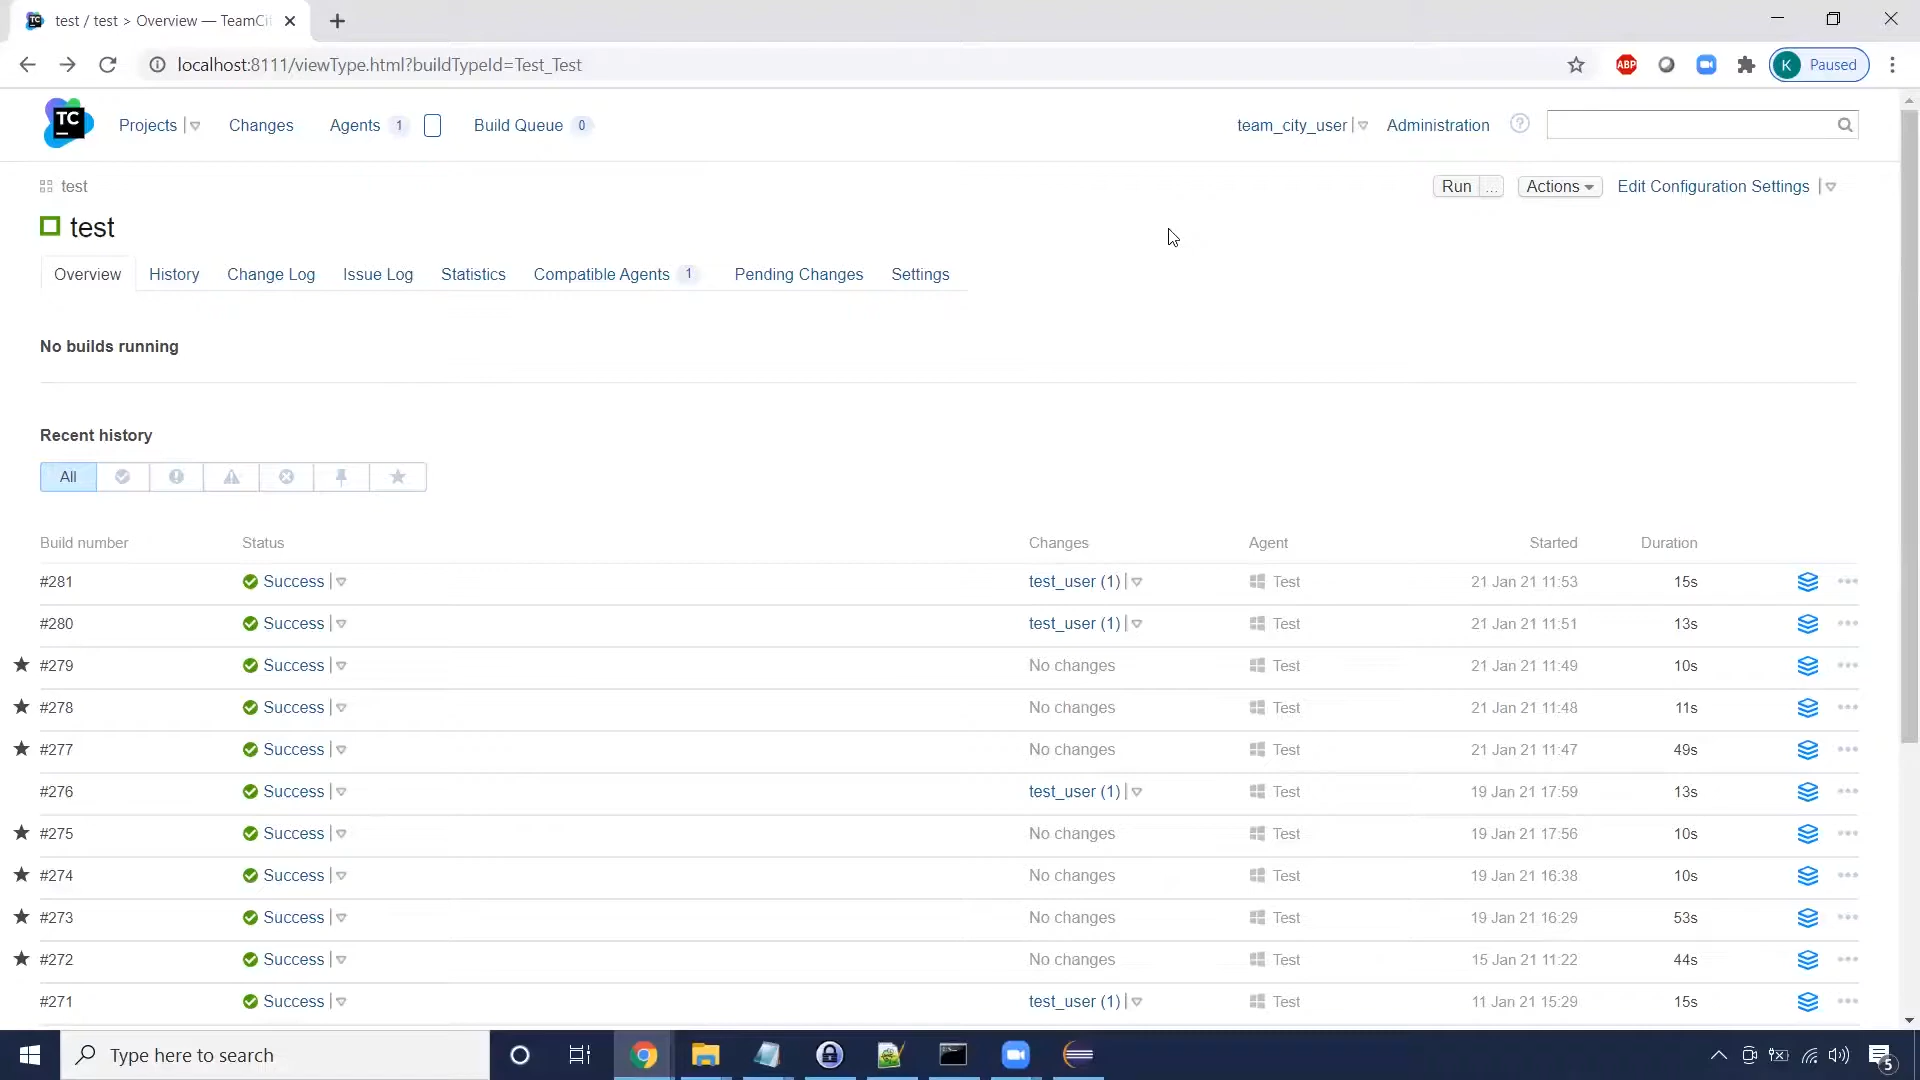 test / test > Overview — TeamCi
localhost:8111/viewType.html?buildTypeId=Test_Test
ABP
K Paused
TC
Projects
Changes
Agents 1
Build Queue 0
team_city_user
Administration
?
test
Run ...
Actions
Edit Configuration Settings
test
Overview
History
Change Log
Issue Log
Statistics
Compatible Agents 1
Pending Changes
Settings
No builds running
Recent history
All
Build number Status Changes Agent Started Duration
#281 Success test_user (1) Test 21 Jan 21 11:53 15s
#280 Success test_user (1) Test 21 Jan 21 11:51 13s
#279 Success No changes Test 21 Jan 21 11:49 10s
#278 Success No changes Test 21 Jan 21 11:48 11s
#277 Success No changes Test 21 Jan 21 11:47 49s
#276 Success test_user (1) Test 19 Jan 21 17:59 13s
#275 Success No changes Test 19 Jan 21 17:56 10s
#274 Success No changes Test 19 Jan 21 16:38 10s
#273 Success No changes Test 19 Jan 21 16:29 53s
#272 Success No changes Test 15 Jan 21 11:22 44s
#271 Success test_user (1) Test 11 Jan 21 15:29 15s
Type here to search
5